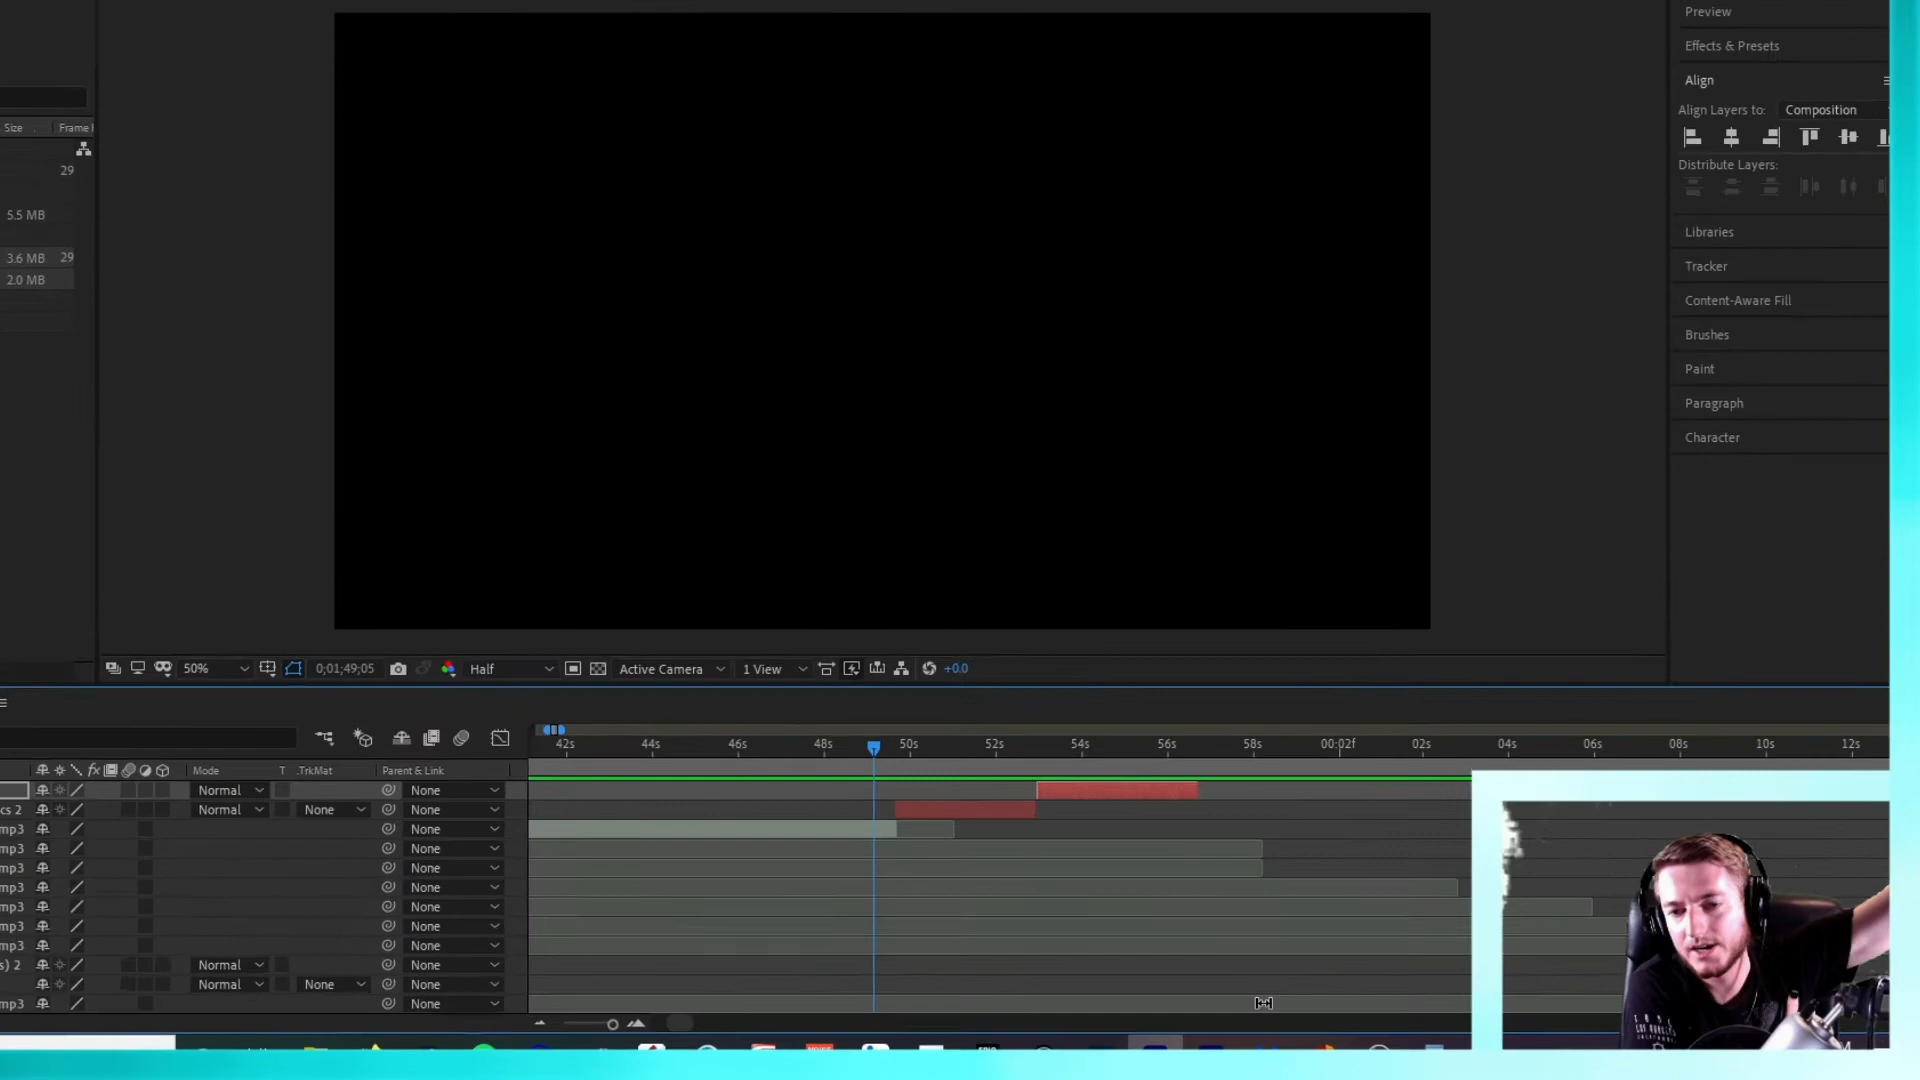 Preview
Effects & Presets
Align
Align Layers to: Composition
Distribute Layers:
Libraries
Tracker
Content-Aware Fill
Brushes
Paint
Paragraph
Character
Size Frame
29
5.5 MB
3.6 MB 29
2.0 MB
50% 0;01;49;05 Half Active Camera 1 View +0.0
42s 44s 46s 48s 50s 52s 54s 56s 58s 00:02f 02s 04s 06s 08s 10s 12s
fx Mode T .TrkMat Parent & Link
Normal None
cs 2 Normal None None
mp3 None
mp3 None
mp3 None
mp3 None
mp3 None
mp3 None
mp3 None
s) 2 Normal None
Normal None None
mp3 None